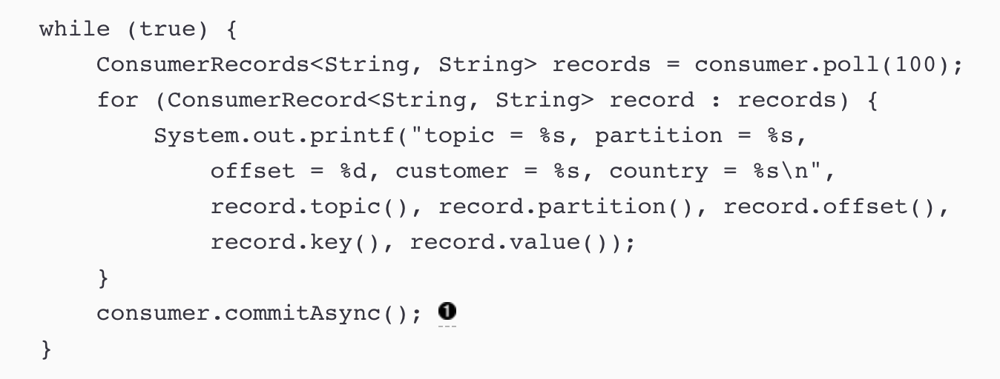 while (true) {
    ConsumerRecords<String, String> records = consumer.poll(100);
    for (ConsumerRecord<String, String> record : records) {
        System.out.printf("topic = %s, partition = %s,
            offset = %d, customer = %s, country = %s\n",
            record.topic(), record.partition(), record.offset(),
            record.key(), record.value());
    }
    consumer.commitAsync(); ❶
}